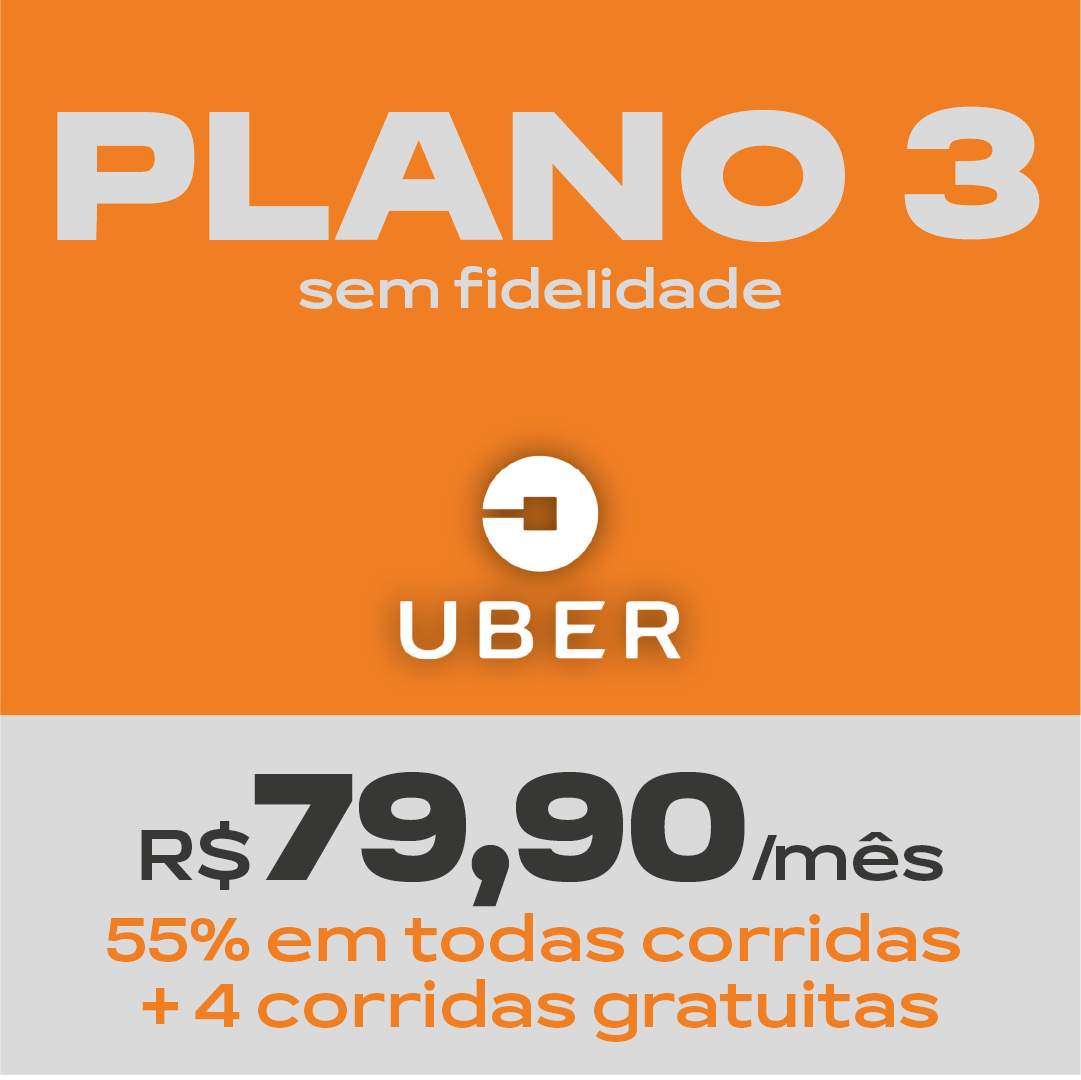 PLANO 3
sem fidelidade
UBER
R$79,90/mês
55% em todas corridas
+ 4 corridas gratuitas